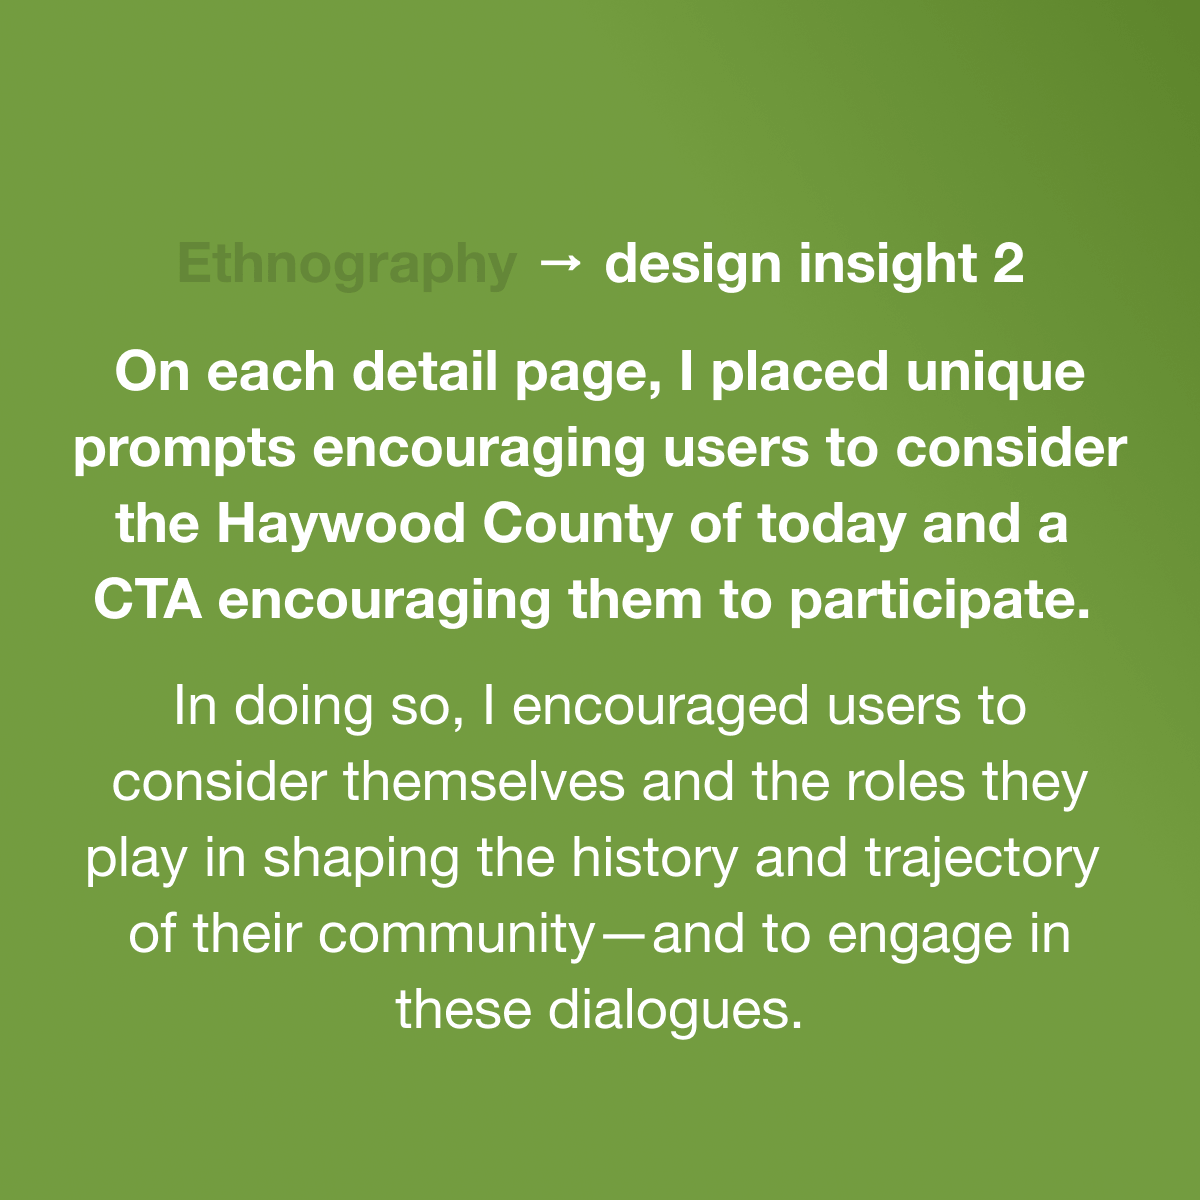 Ethnography → design insight 2
On each detail page, I placed unique
prompts encouraging users to consider
the Haywood County of today and a
CTA encouraging them to participate.
In doing so, I encouraged users to
consider themselves and the roles they
play in shaping the history and trajectory
of their community—and to engage in
these dialogues.